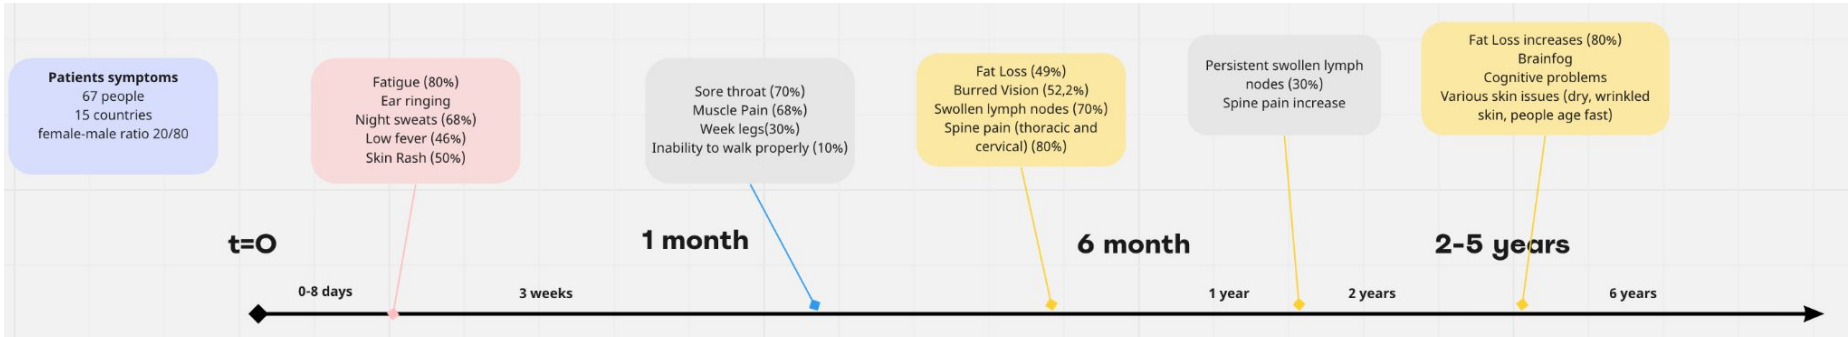 Patients symptoms
67 people
15 countries
female-male ratio 20/80
Fatigue (80%)
Ear ringing
Night sweats (68%)
Low fever (46%)
Skin Rash (50%)
Sore throat (70%)
Muscle Pain (68%)
Week legs(30%)
Inability to walk properly (10%)
Fat Loss (49%)
Burred Vision (52,2%)
Swollen lymph nodes (70%)
Spine pain (thoracic and
cervical) (80%)
Persistent swollen lymph
nodes (30%)
Spine pain increase
Fat Loss increases (80%)
Brainfog
Cognitive problems
Various skin issues (dry, wrinkled
skin, people age fast)
t=0
1 month
6 month
2-5 years
0-8 days
3 weeks
1 year
2 years
6 years